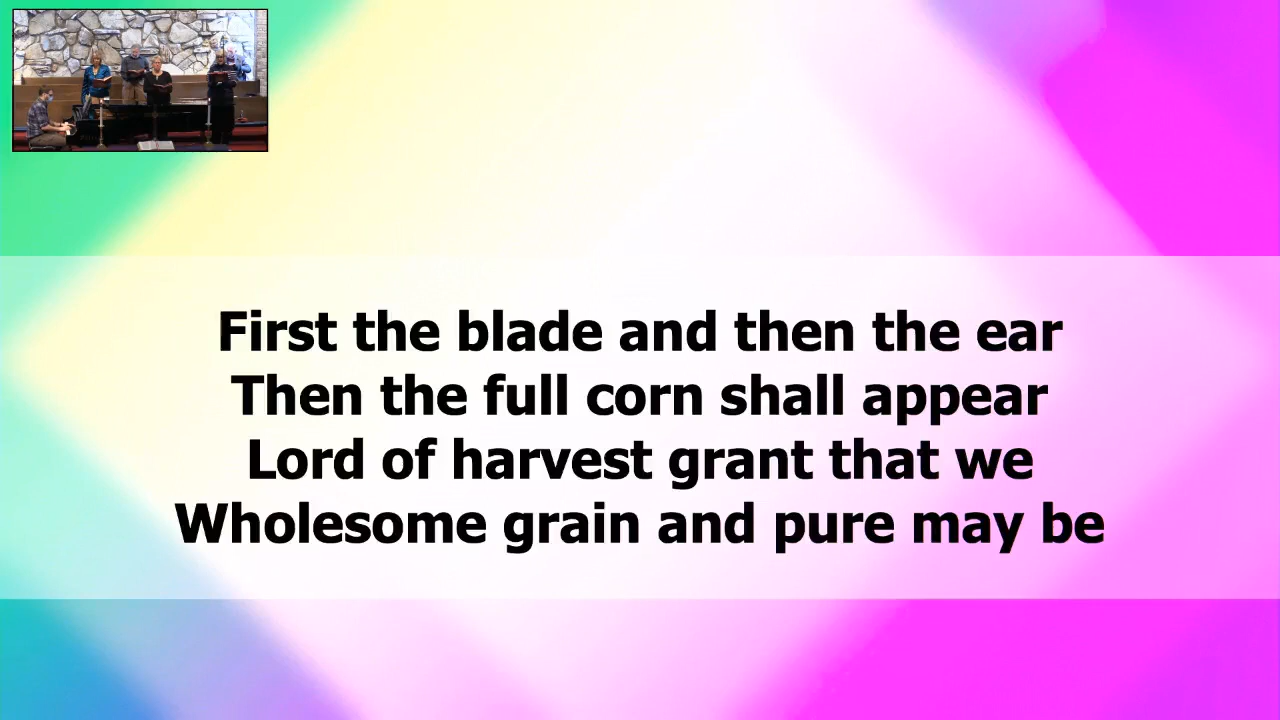 First the blade and then the ear
Then the full corn shall appear
Lord of harvest grant that we
Wholesome grain and pure may be